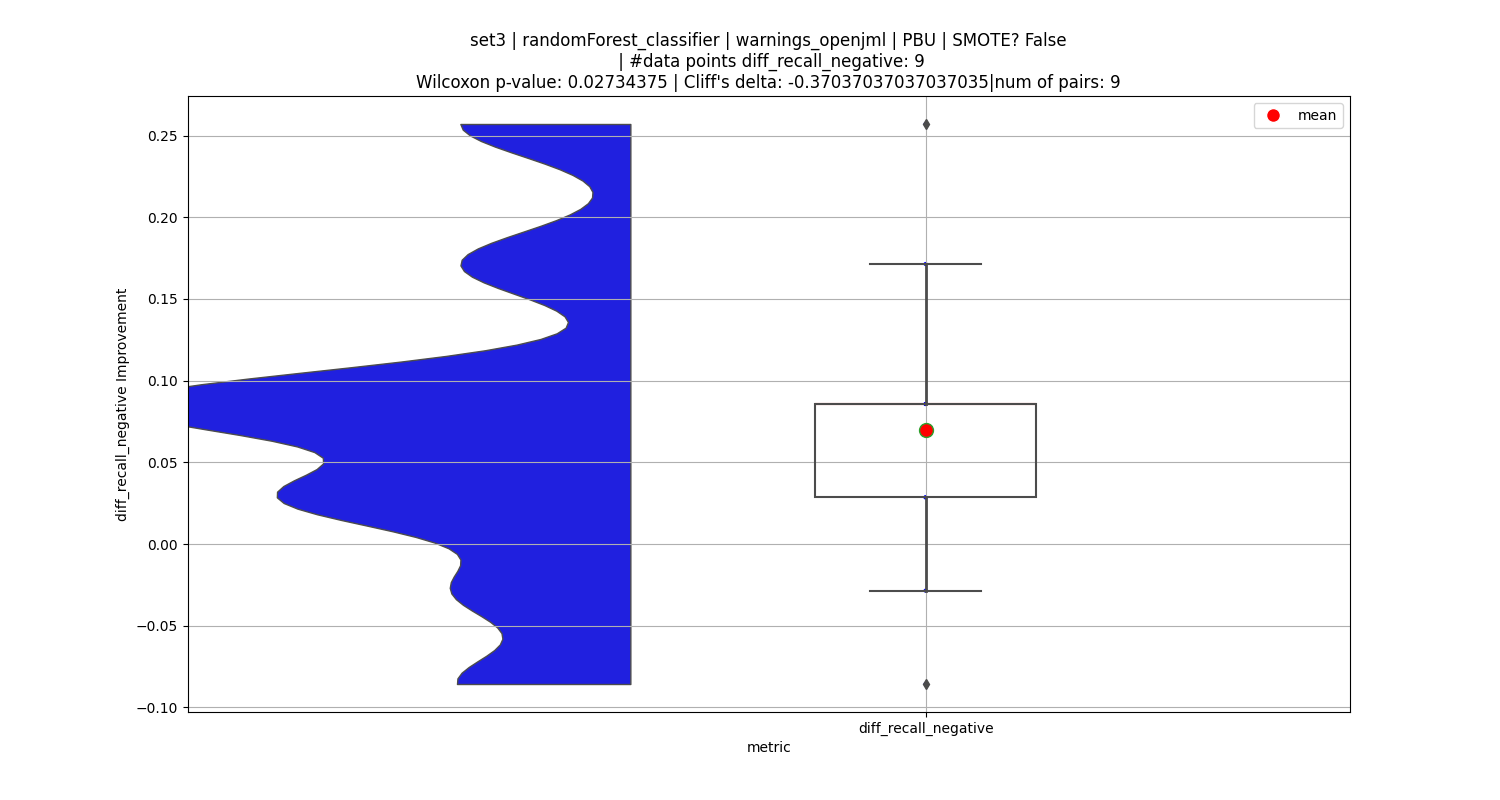 set3 | randomForest_classifier | warnings_openjml | PBU | SMOTE? False
| #data points diff_recall_negative: 9
Wilcoxon p-value: 0.02734375 | Cliff's delta: -0.37037037037037035|num of pairs: 9
mean
diff_recall_negative Improvement
0.25
0.20
0.15
0.10
0.05
0.00
−0.05
−0.10
diff_recall_negative
metric